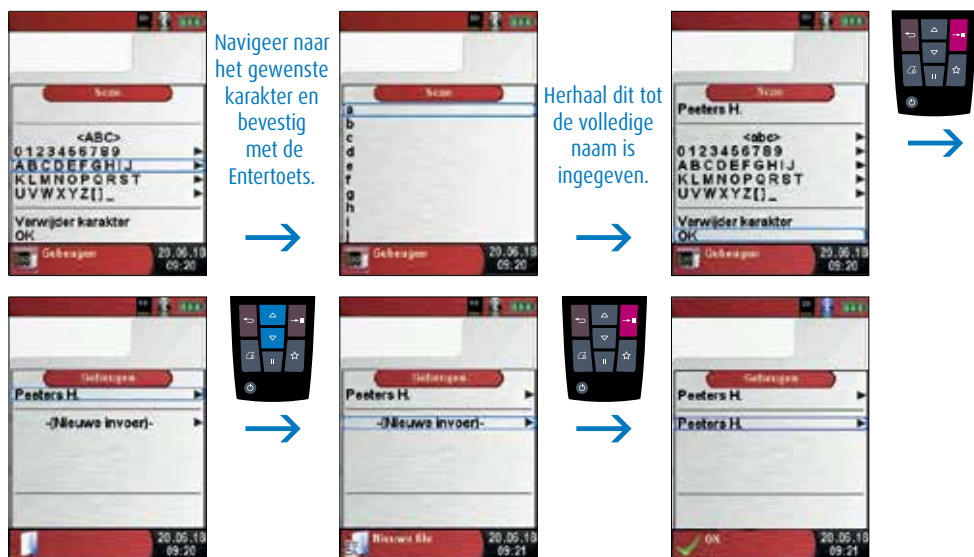 Scan
<ABC>
0123456789
ABCDEFGHIJ
KLMNOPQRST
UVWXYZ[]_
Verwijder karakter
OK
Geheugen
20.06.18
09:20
Navigeer naar
het gewenste
karakter en
bevestig
met de
Entertoets.
Scan
a
b
c
d
e
f
g
h
i
j
Geheugen
20.06.18
09:20
Herhaal dit tot
de volledige
naam is
ingegeven.
Scan
Peeters H.
<abc>
0123456789
ABCDEFGHIJ
KLMNOPQRST
UVWXYZ[]_
Verwijder karakter
OK
Geheugen
20.06.18
09:20
Geheugen
Peeters H.
-(Nieuwe invoer)-
20.06.18
09:20
Geheugen
Peeters H.
-(Nieuwe invoer)-
Nieuwe file
20.06.18
09:21
Geheugen
Peeters H.
Peeters H.
OK
20.06.18
09:21